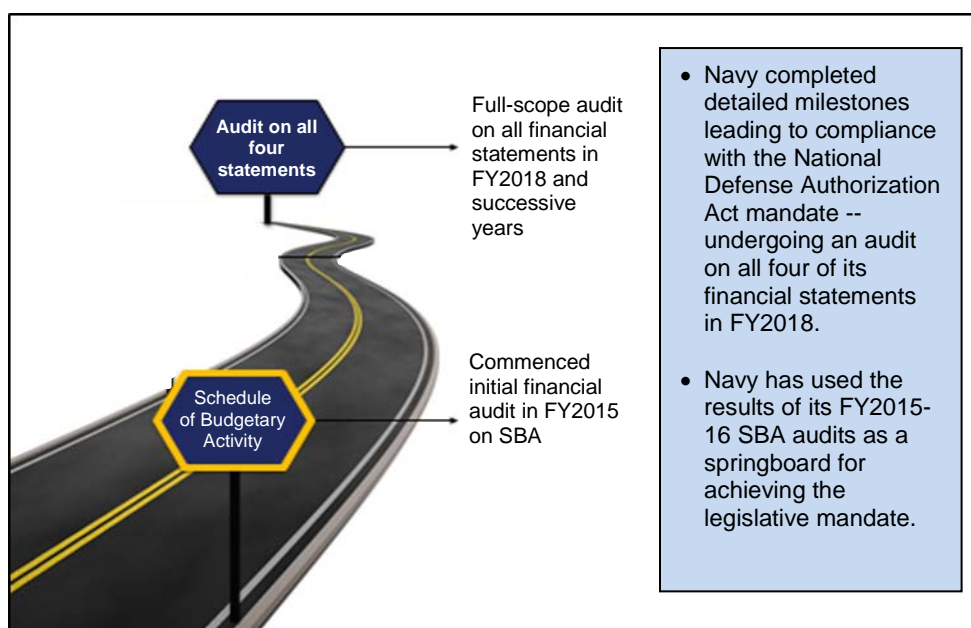 Audit on all
four
statements
Full-scope audit
on all financial
statements in
FY2018 and
successive
years
Schedule
of Budgetary
Activity
Commenced
initial financial
audit in FY2015
on SBA
• Navy completed
detailed milestones
leading to compliance
with the National
Defense Authorization
Act mandate --
undergoing an audit
on all four of its
financial statements
in FY2018.
• Navy has used the
results of its FY2015-
16 SBA audits as a
springboard for
achieving the
legislative mandate.